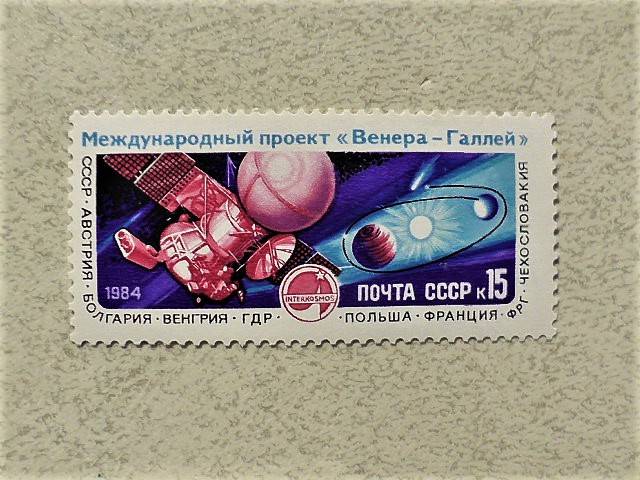 Международный проект «Венера – Галлей»
СССР · АВСТРИЯ · БОЛГАРИЯ · ВЕНГРИЯ · ГДР · INTERKOSMOS · ПОЛЬША · ФРАНЦИЯ · ФРГ · ЧЕХОСЛОВАКИЯ
1984
ПОЧТА СССР к15